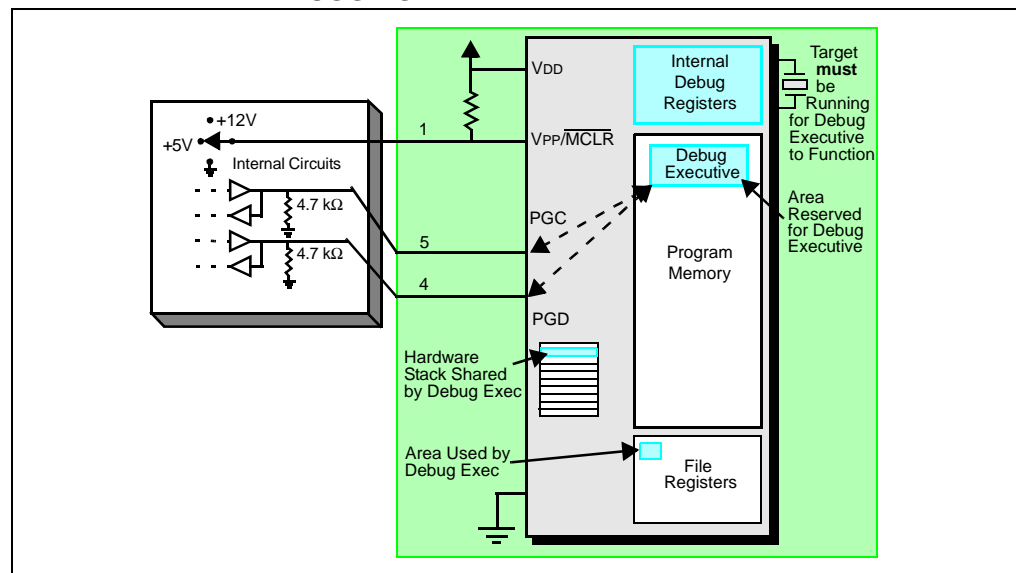 +12V
+5V
Internal Circuits
4.7 kΩ
4.7 kΩ
1
5
4
VDD
VPP/MCLR
PGC
PGD
Internal
Debug
Registers
Target
must
be
Running
for Debug
Executive
to Function
Debug
Executive
Area
Reserved
for Debug
Executive
Program
Memory
Hardware
Stack Shared
by Debug Exec
Area Used by
Debug Exec
File
Registers